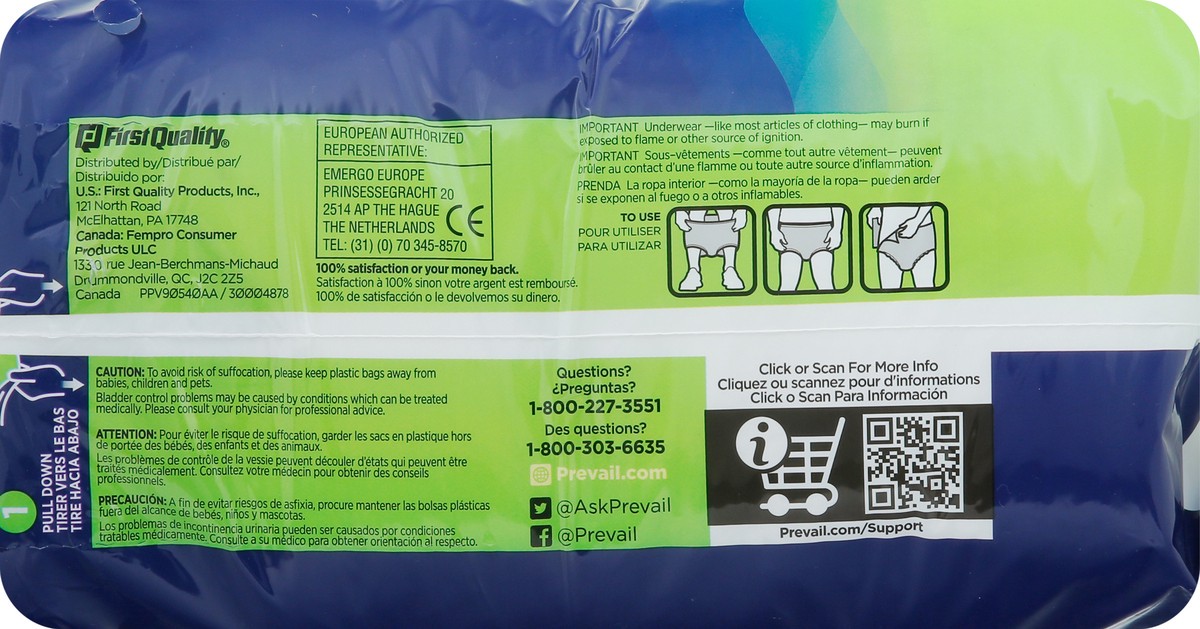 First Quality®
Distributed by/Distribué par/
Distribuido por:
U.S.: First Quality Products, Inc.,
121 North Road
McElhattan, PA 17748
Canada: Fempro Consumer
Products ULC
1330 rue Jean-Berchmans-Michaud
Drummondville, QC, J2C 2Z5
Canada PPV90540AA / 30004878
EUROPEAN AUTHORIZED
REPRESENTATIVE:
EMERGO EUROPE
PRINSESSEGRACHT 20
2514 AP THE HAGUE
THE NETHERLANDS
TEL: (31) (0) 70 345-8570
CE
100% satisfaction or your money back.
Satisfaction à 100% sinon votre argent est remboursé.
100% de satisfacción o le devolvemos su dinero.
IMPORTANT Underwear —like most articles of clothing— may burn if
exposed to flame or other source of ignition.
IMPORTANT Sous-vêtements —comme tout autre vêtement— peuvent
brûler au contact d'une flamme ou toute autre source d'inflammation.
PRENDA La ropa interior —como la mayoría de la ropa— pueden arder
si se exponen al fuego o a otros inflamables.
TO USE
POUR UTILISER
PARA UTILIZAR
1
PULL DOWN
TIRER VERS LE BAS
TIRE HACIA ABAJO
CAUTION: To avoid risk of suffocation, please keep plastic bags away from
babies, children and pets.
Bladder control problems may be caused by conditions which can be treated
medically. Please consult your physician for professional advice.
ATTENTION: Pour éviter le risque de suffocation, garder les sacs en plastique hors
de portée des bébés, des enfants et des animaux.
Les problèmes de contrôle de la vessie peuvent découler d'états qui peuvent être
traités médicalement. Consultez votre médecin pour obtenir des conseils
professionnels.
PRECAUCIÓN: A fin de evitar riesgos de asfixia, procure mantener las bolsas plásticas
fuera del alcance de bebés, niños y mascotas.
Los problemas de incontinencia urinaria pueden ser causados por condiciones
tratables médicamente. Consulte a su médico para obtener orientación al respecto.
Questions?
¿Preguntas?
1-800-227-3551
Des questions?
1-800-303-6635
Prevail.com
@AskPrevail
@Prevail
Click or Scan For More Info
Cliquez ou scannez pour d'informations
Click o Scan Para Información
Prevail.com/Support